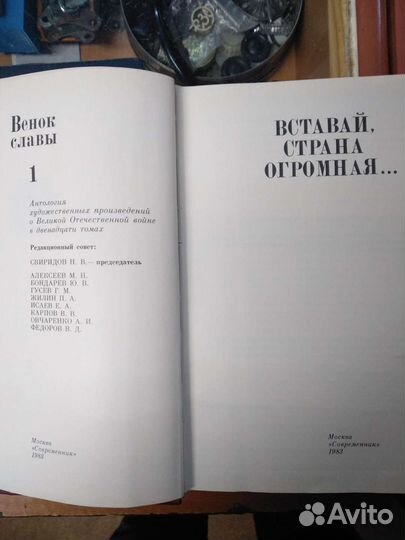 Венок
славы
1
Антология
художественных произведений
о Великой Отечественной войне
в двенадцати томах
Редакционный совет:
СВИРИДОВ Н. В.— председатель
АЛЕКСЕЕВ М. Н.
БОНДАРЕВ Ю. В.
ГУСЕВ Г. М.
ЖИЛИН П. А.
ИСАЕВ Е. А.
КАРПОВ В. В.
ОВЧАРЕНКО А. И.
ФЕДОРОВ В. Д.
Москва
«Современник»
1983
ВСТАВАЙ,
СТРАНА
ОГРОМНАЯ...
Москва
«Современник»
1983
Avito